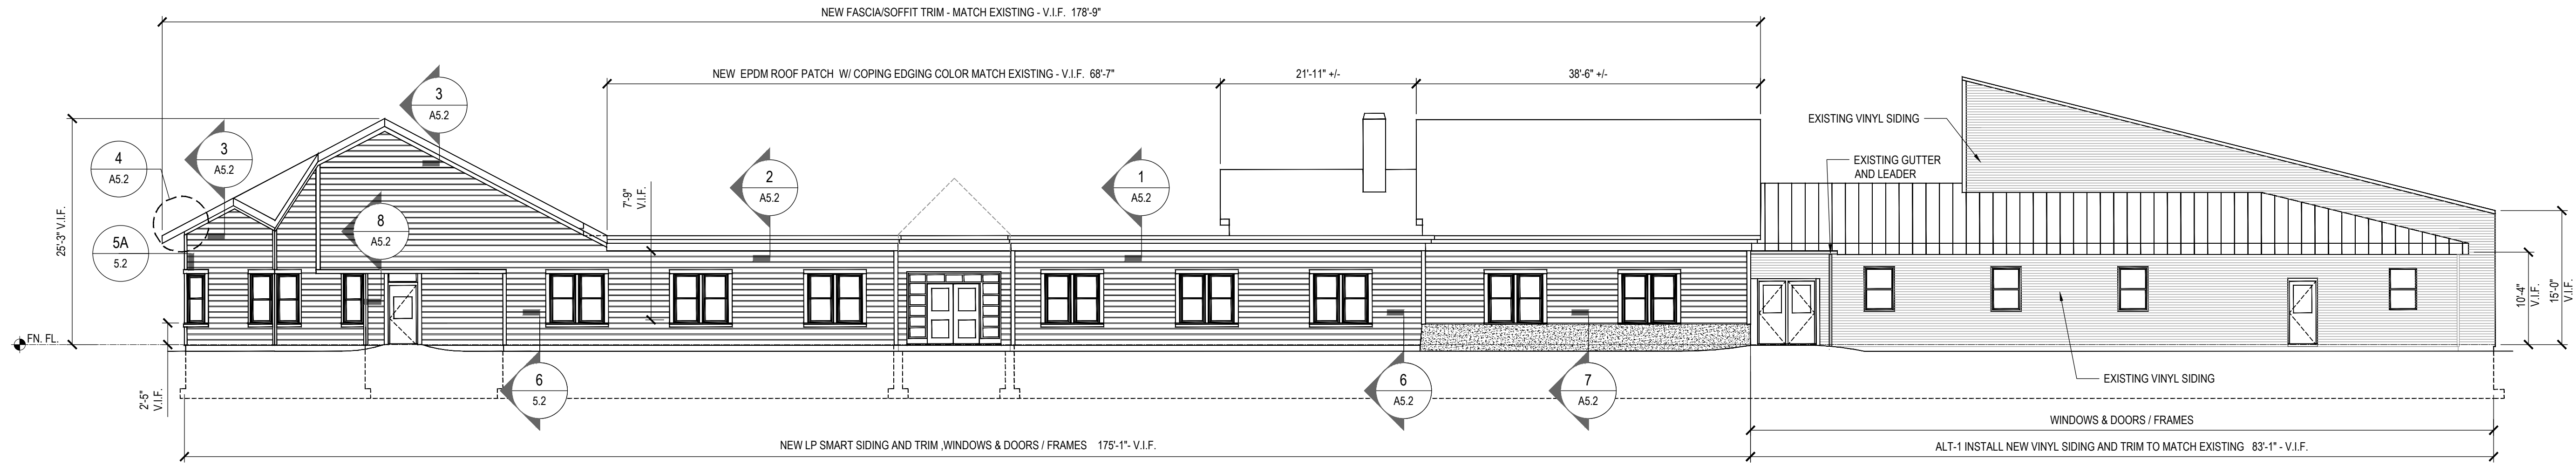 NEW FASCIA/SOFFIT TRIM - MATCH EXISTING - V.I.F. 178'-9"
NEW EPDM ROOF PATCH W/ COPING EDGING COLOR MATCH EXISTING - V.I.F. 68'-7"
21'-11" +/-
38'-6" +/-
3
A5.2
3
A5.2
4
A5.2
5A
5.2
8
A5.2
2
A5.2
1
A5.2
25'-3" V.I.F.
7'-9"
V.I.F.
EXISTING VINYL SIDING
EXISTING GUTTER
AND LEADER
10'-4"
V.I.F.
15'-0"
V.I.F.
FN. FL.
2'-5"
V.I.F.
6
5.2
6
A5.2
7
A5.2
EXISTING VINYL SIDING
WINDOWS & DOORS / FRAMES
NEW LP SMART SIDING AND TRIM ,WINDOWS & DOORS / FRAMES 175'-1"- V.I.F.
ALT-1 INSTALL NEW VINYL SIDING AND TRIM TO MATCH EXISTING 83'-1" - V.I.F.